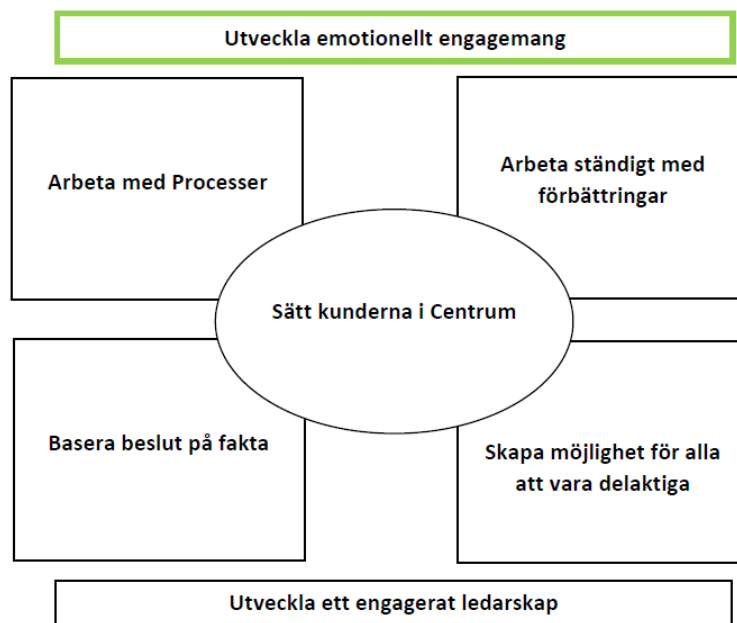 Utveckla emotionellt engagemang
Arbeta med Processer
Arbeta ständigt med
förbättringar
Sätt kunderna i Centrum
Basera beslut på fakta
Skapa möjlighet för alla
att vara delaktiga
Utveckla ett engagerat ledarskap